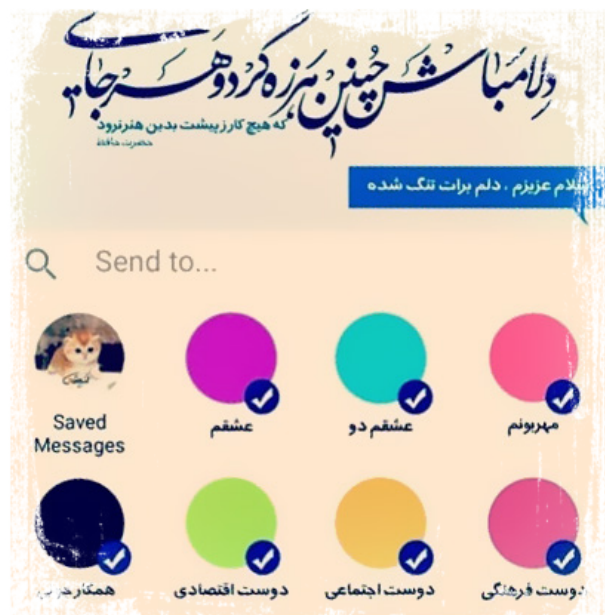 دلا مباش چنین هرزه گرد و هرجایی
که هیچ کار ز پیشت بدین هنر نرود
حضرت حافظ
سلام عزیزم . دلم برات تنگ شده
Send to...
Saved
Messages
عشقم
عشقم دو
مهربونم
همکار
دوست اقتصادی
دوست اجتماعی
دوست فرهنگی